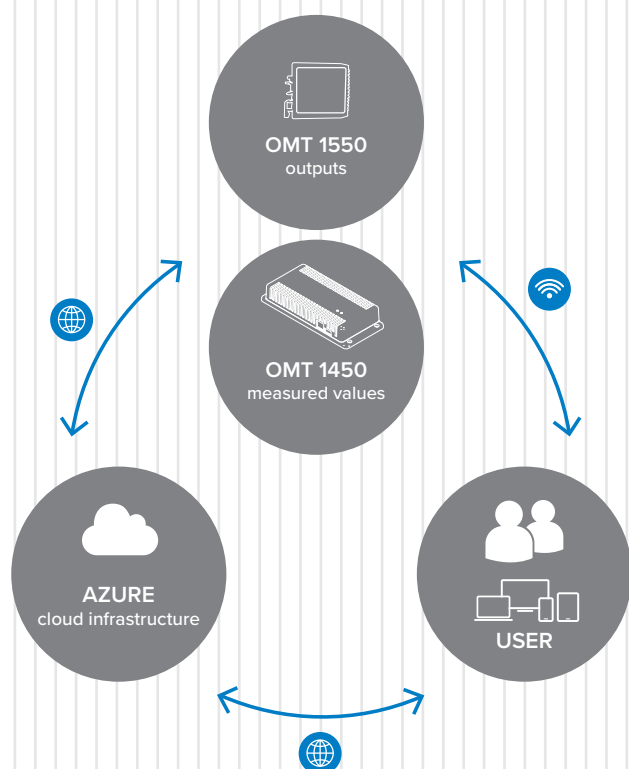 OMT 1550
outputs
OMT 1450
measured values
AZURE
cloud infrastructure
USER